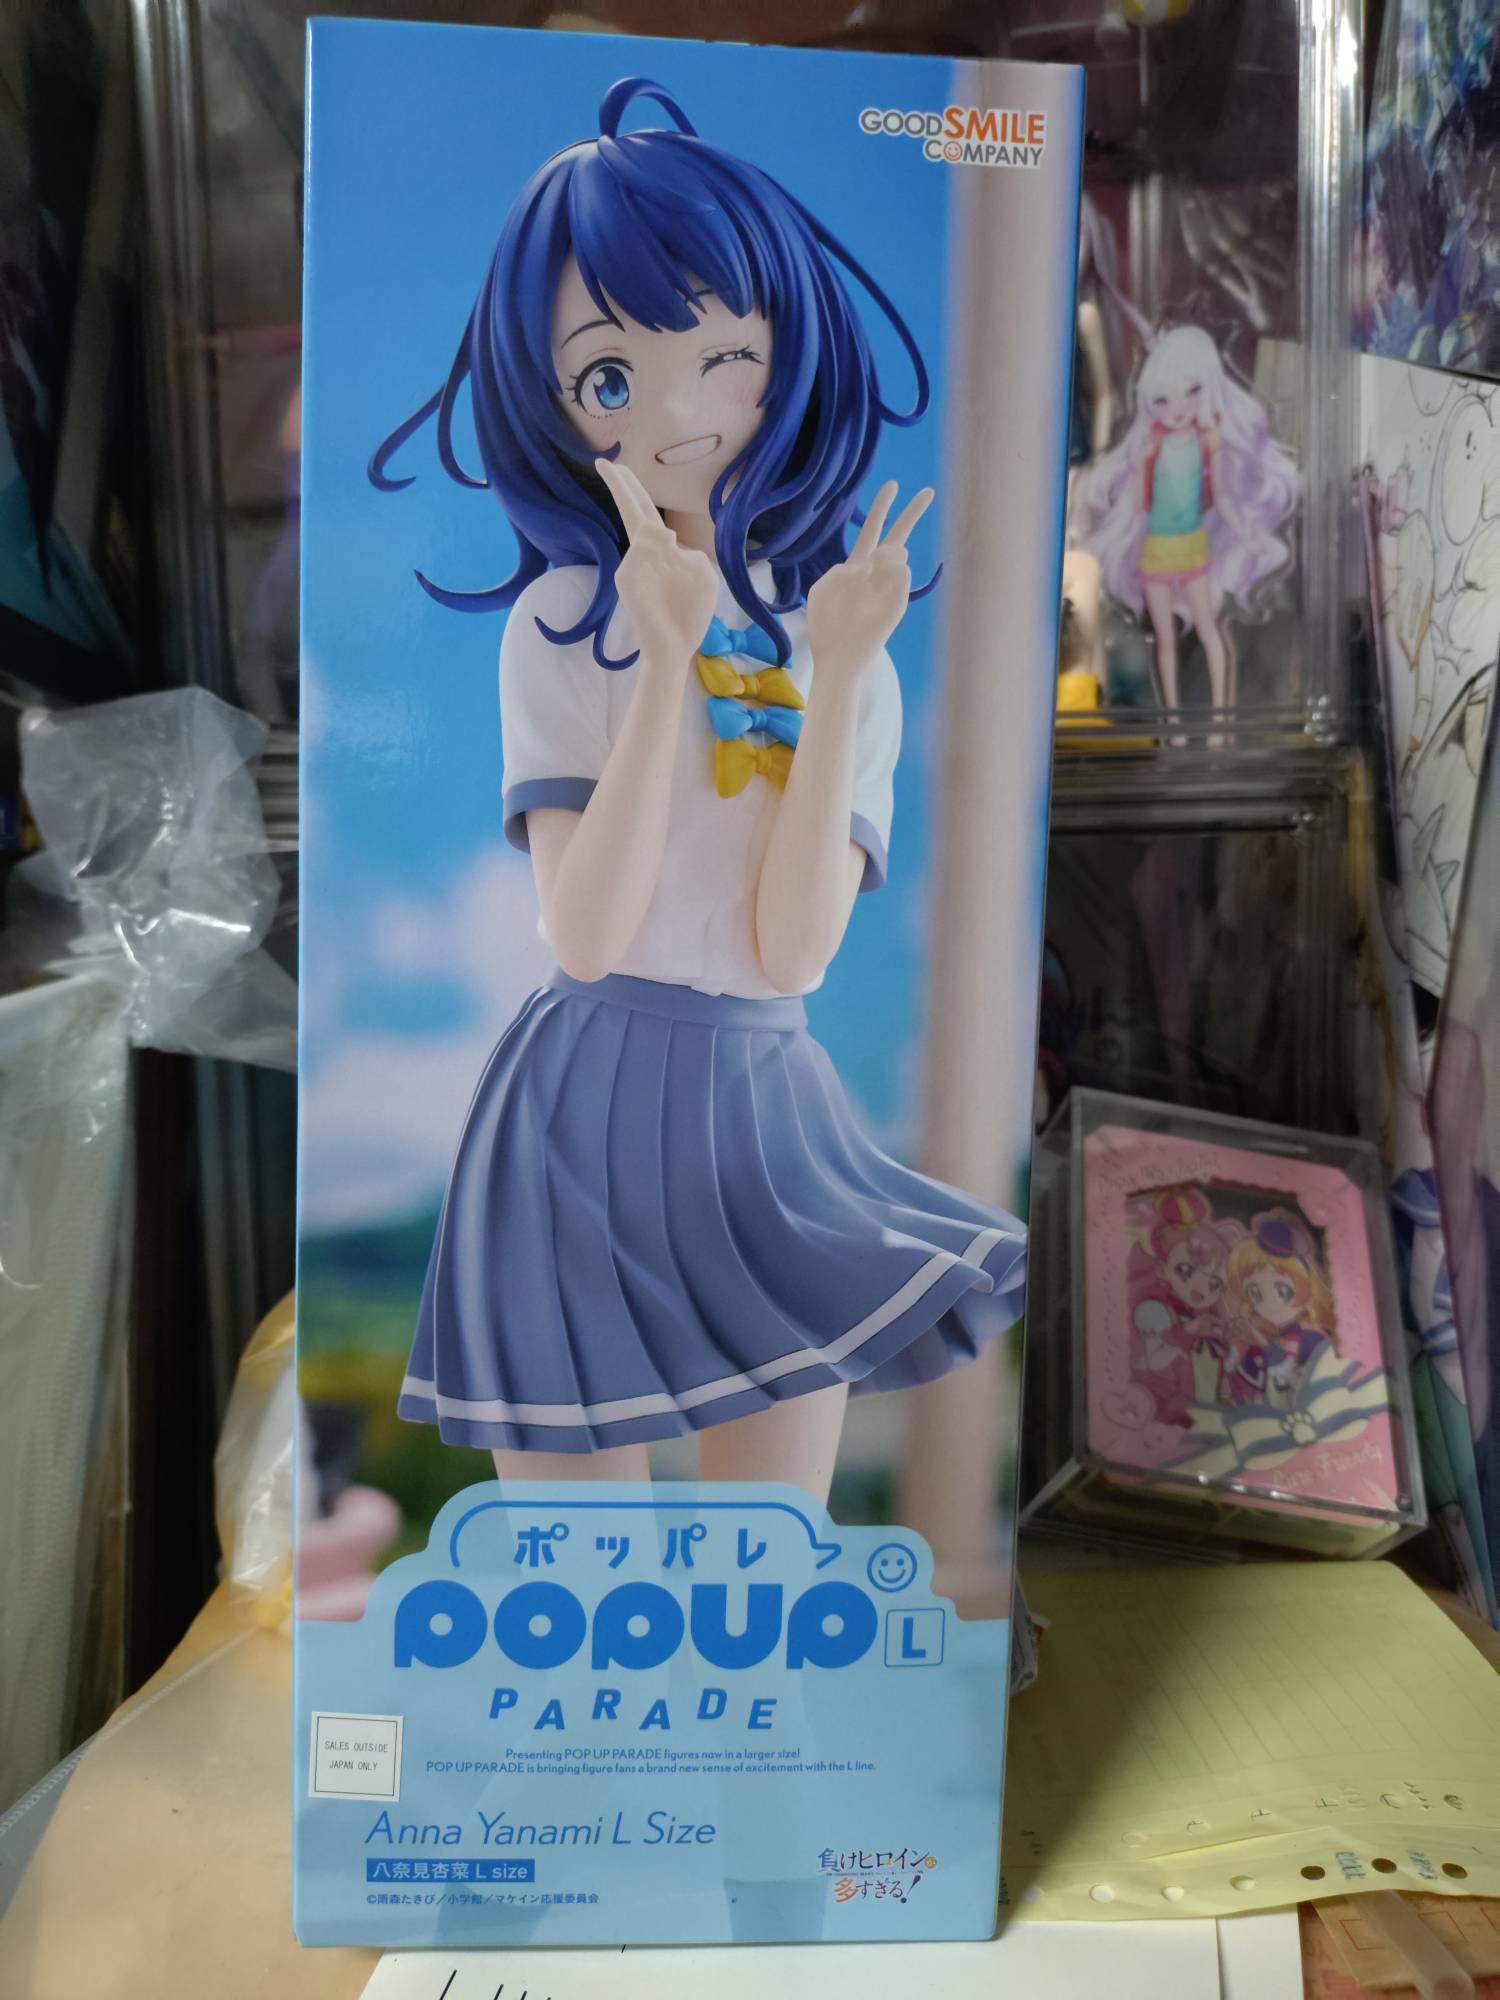 GOODSMILE
COMPANY
ポッパレ
POPUP L
PARADE
SALES OUTSIDE
JAPAN ONLY
Presenting POP UP PARADE figures now in a larger size!
POP UP PARADE is bringing figure fans a brand new sense of excitement with the L line.
Anna Yanami L Size
八奈見杏菜 L size
©雨森たきび/小学館/マケイン応援委員会
負けヒロインが
多すぎる!